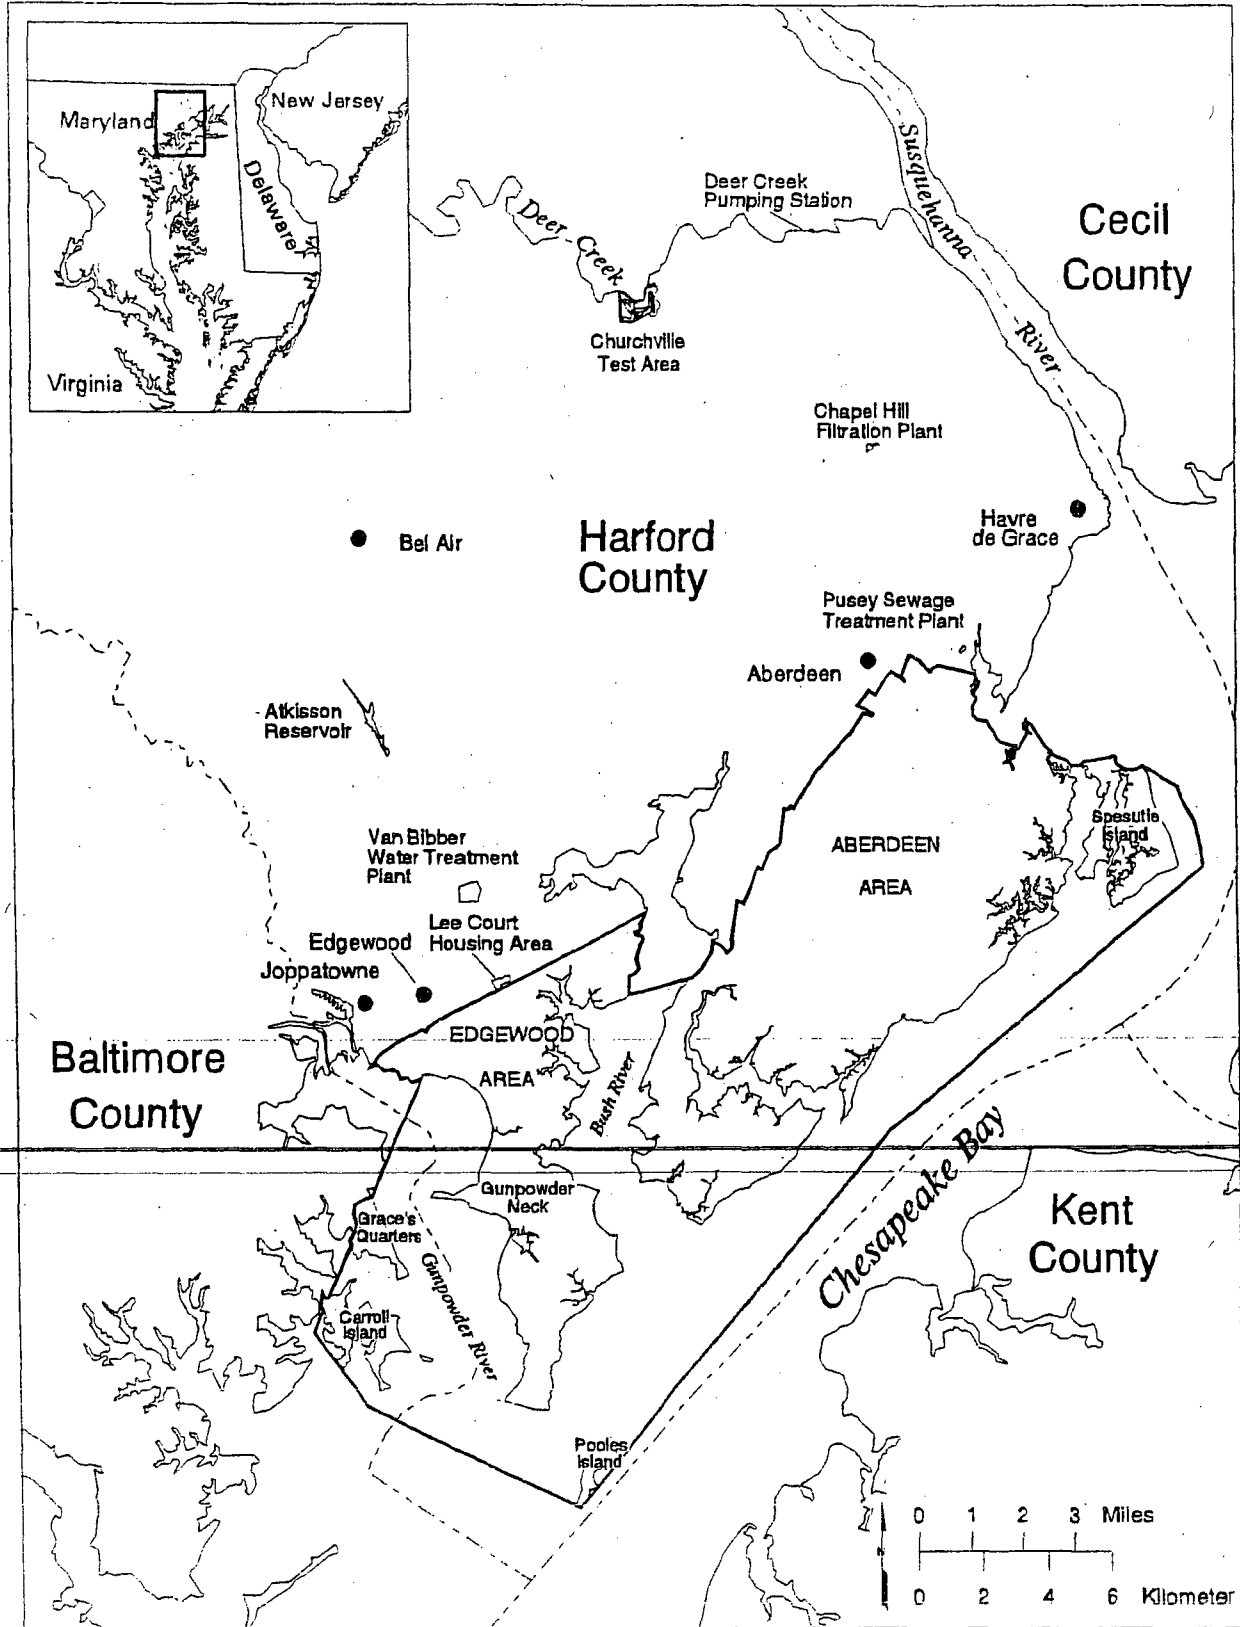 Maryland
New Jersey
Delaware
Virginia
Deer Creek
Deer Creek
Pumping Station
Susquehanna
River
Cecil
County
Churchville
Test Area
Chapel Hill
Filtration Plant
Bel Air
Harford
County
Havre
de Grace
Pusey Sewage
Treatment Plant
Aberdeen
Atkisson
Reservoir
Van Bibber
Water Treatment
Plant
Lee Court
Housing Area
Edgewood
Joppatowne
ABERDEEN
AREA
Spesutie
Island
EDGEWOOD
AREA
Baltimore
County
Bush River
Chesapeake Bay
Gunpowder
Neck
Grace's
Quarters
Gunpowder River
Carroll
Island
Kent
County
Pooles
Island
N
0 1 2 3 Miles
0 2 4 6 Kilometer